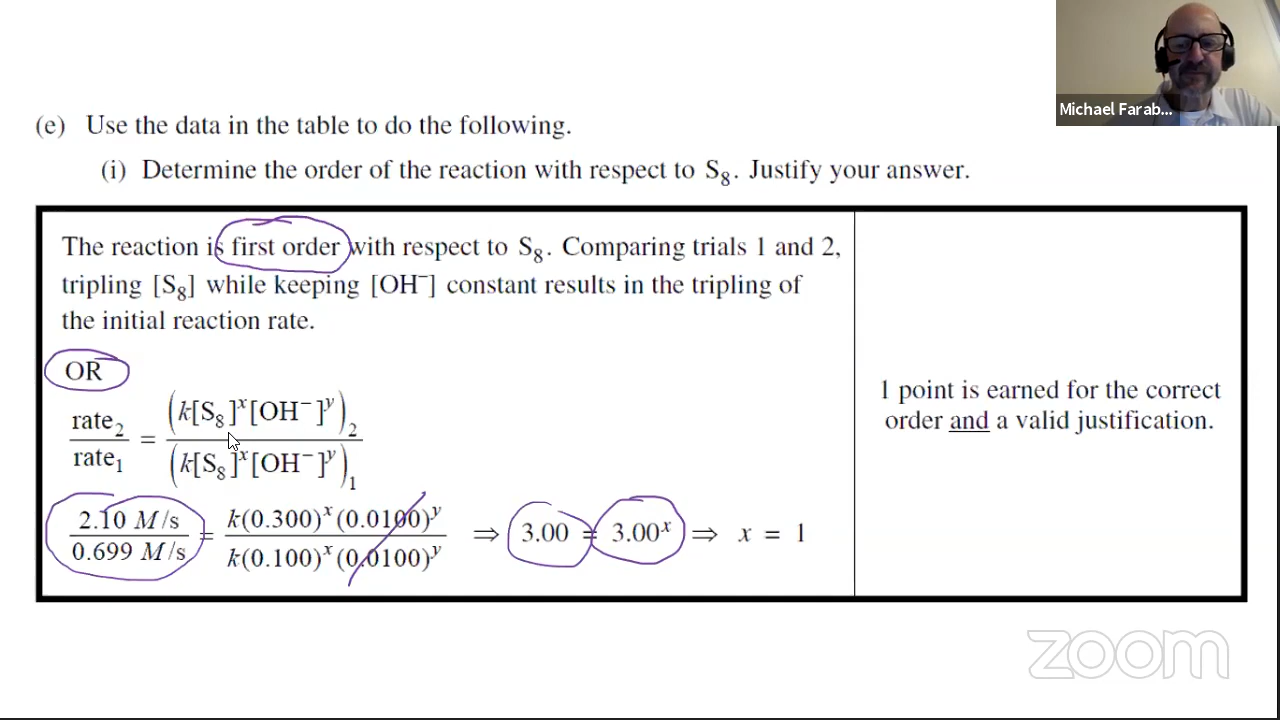 Michael Farab...
(e) Use the data in the table to do the following.
(i) Determine the order of the reaction with respect to S₈. Justify your answer.
The reaction is first order with respect to S₈. Comparing trials 1 and 2,
tripling [S₈] while keeping [OH⁻] constant results in the tripling of
the initial reaction rate.
OR
rate₂/rate₁ = (k[S₈]ˣ[OH⁻]ʸ)₂/(k[S₈]ˣ[OH⁻]ʸ)₁
2.10 M/s/0.699 M/s = k(0.300)ˣ(0.0100)ʸ/k(0.100)ˣ(0.0100)ʸ ⇒ 3.00 = 3.00ˣ ⇒ x = 1
1 point is earned for the correct
order and a valid justification.
zoom